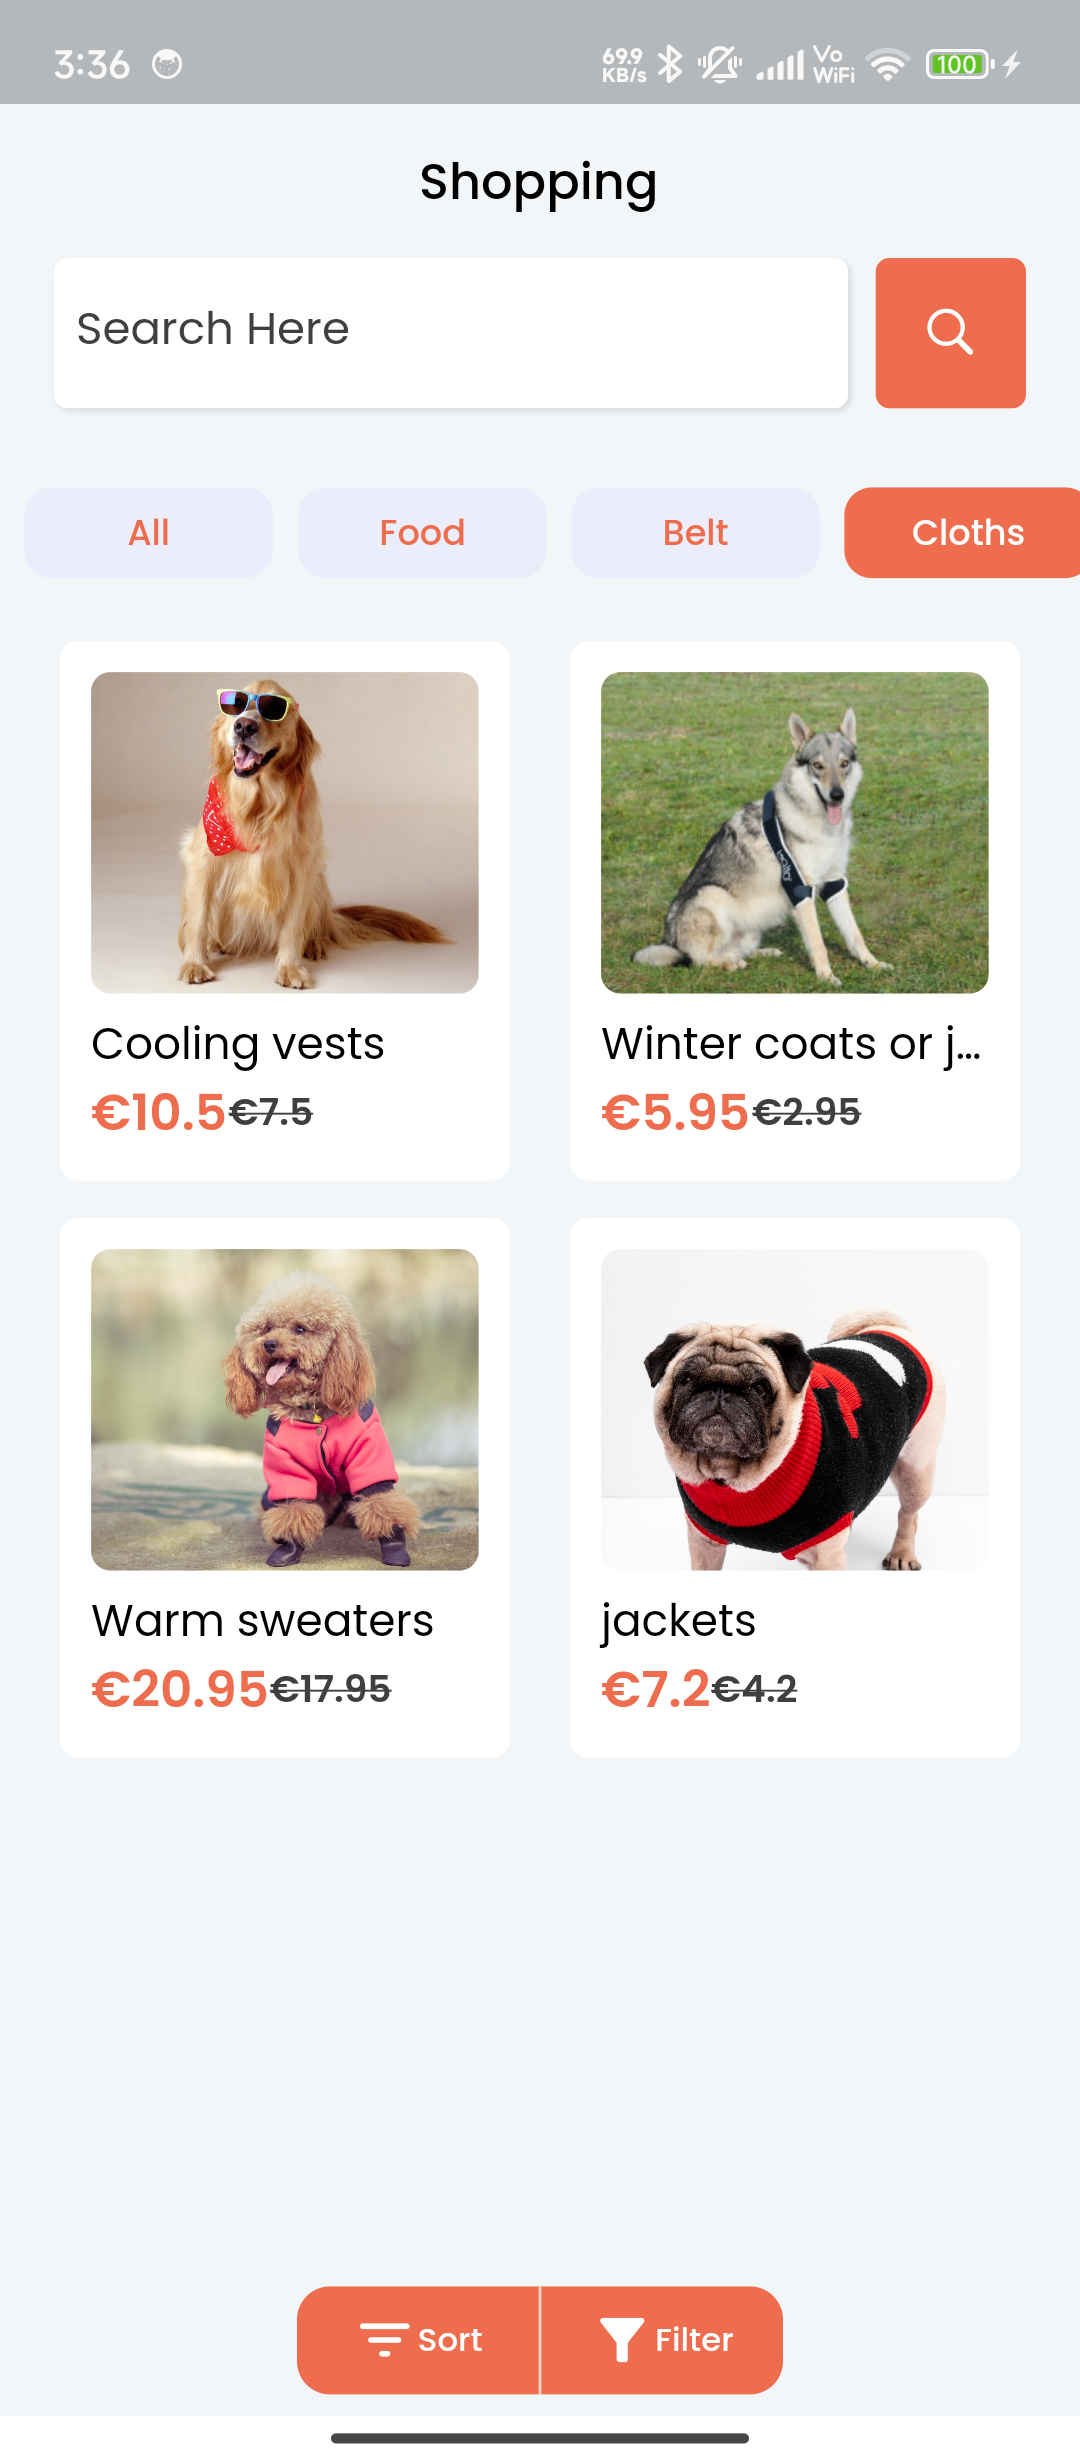 3:36 69.9 KB/s Vo WiFi 100
Shopping
Search Here
All Food Belt Cloths
Cooling vests
€10.5 €7.5
Winter coats or j...
€5.95 €2.95
Warm sweaters
€20.95 €17.95
jackets
€7.2 €4.2
Sort Filter